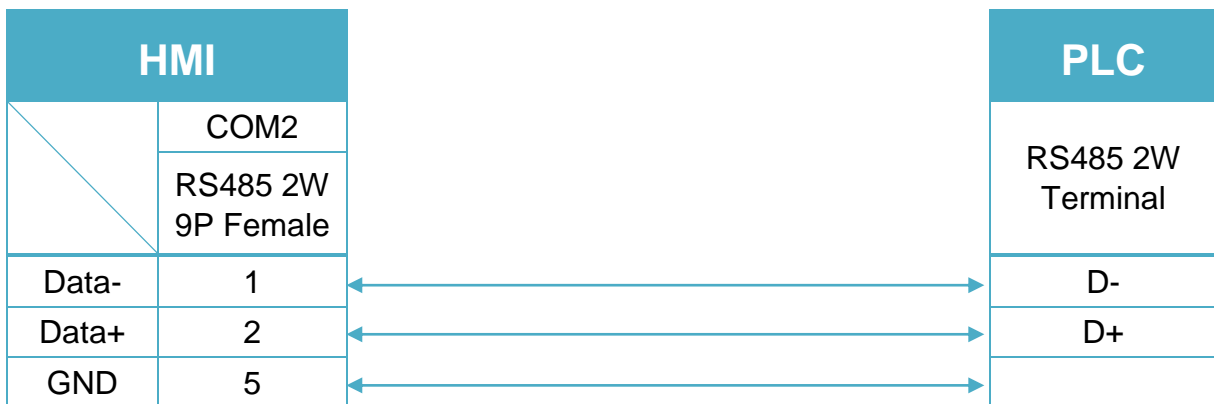 HMI
PLC
COM2
RS485 2W
9P Female
RS485 2W
Terminal
Data- 1 D-
Data+ 2 D+
GND 5